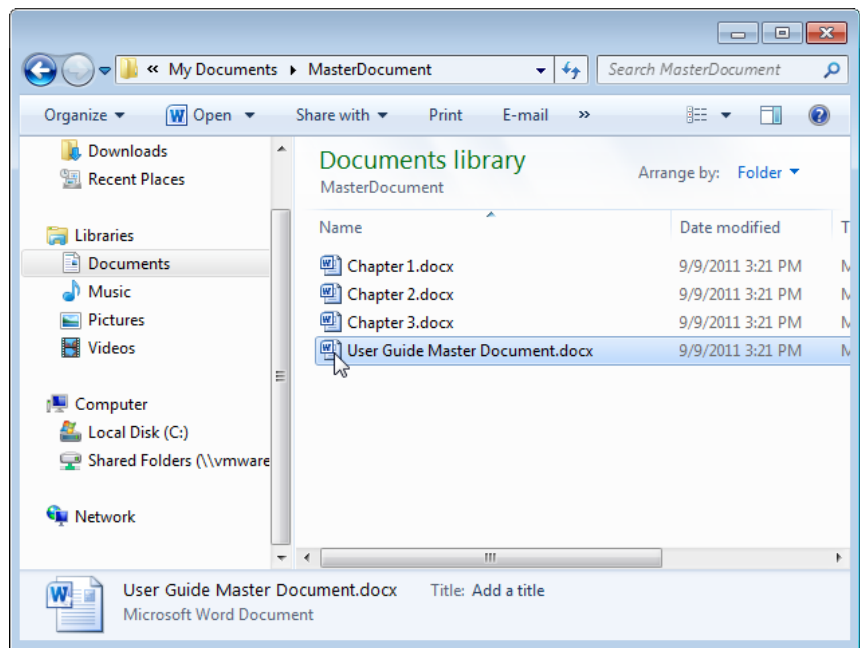 « My Documents ▸ MasterDocument
Search MasterDocument
Organize Open Share with Print E-mail »
Downloads
Recent Places
Libraries
Documents
Music
Pictures
Videos
Computer
Local Disk (C:)
Shared Folders (\\vmware
Network
Documents library
MasterDocument
Arrange by: Folder
Name Date modified T
Chapter 1.docx 9/9/2011 3:21 PM M
Chapter 2.docx 9/9/2011 3:21 PM M
Chapter 3.docx 9/9/2011 3:21 PM M
User Guide Master Document.docx 9/9/2011 3:21 PM M
User Guide Master Document.docx Title: Add a title
Microsoft Word Document